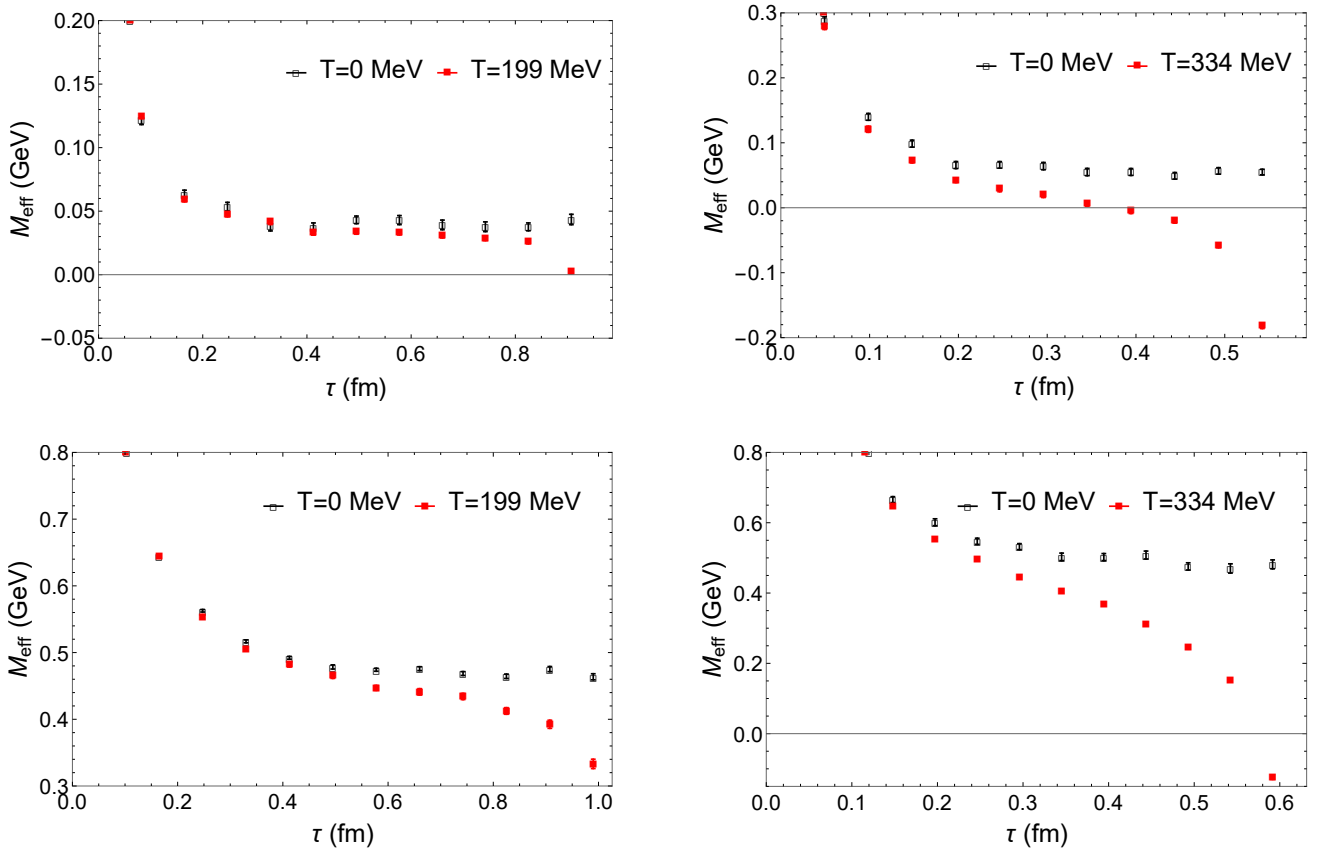 0.20
0.15
0.10
0.05
0.00
−0.05
M_eff (GeV)
T=0 MeV T=199 MeV
0.0 0.2 0.4 0.6 0.8
τ (fm)
0.3
0.2
0.1
0.0
−0.1
−0.2
M_eff (GeV)
T=0 MeV T=334 MeV
0.0 0.1 0.2 0.3 0.4 0.5
τ (fm)
0.8
0.7
0.6
0.5
0.4
0.3
M_eff (GeV)
T=0 MeV T=199 MeV
0.0 0.2 0.4 0.6 0.8 1.0
τ (fm)
0.8
0.6
0.4
0.2
0.0
M_eff (GeV)
T=0 MeV T=334 MeV
0.0 0.1 0.2 0.3 0.4 0.5 0.6
τ (fm)